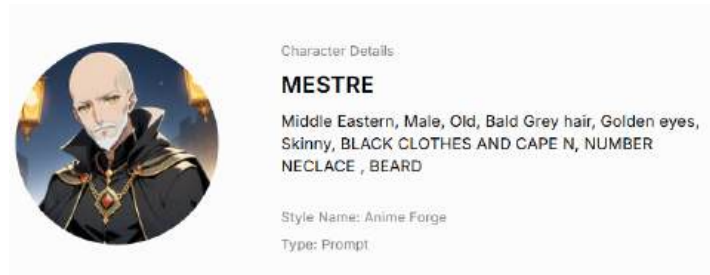 Character Details
MESTRE
Middle Eastern, Male, Old, Bald Grey hair, Golden eyes,
Skinny, BLACK CLOTHES AND CAPE N, NUMBER
NECLACE , BEARD
Style Name: Anime Forge
Type: Prompt